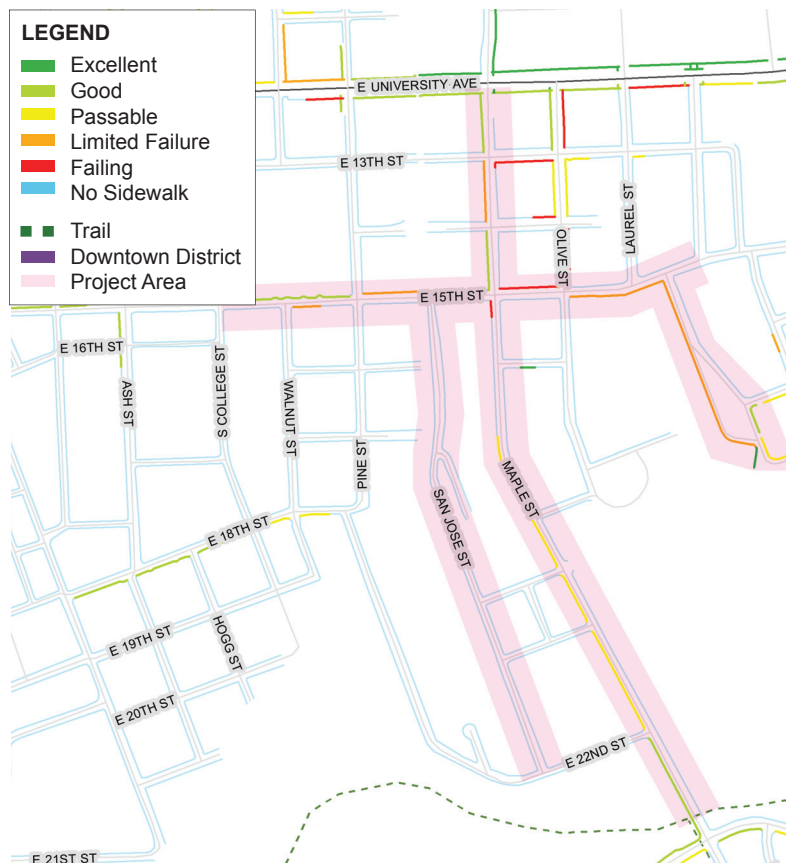 LEGEND
Excellent
Good
Passable
Limited Failure
Failing
No Sidewalk
Trail
Downtown District
Project Area
E UNIVERSITY AVE
E 13TH ST
LAUREL ST
OLIVE ST
E 15TH ST
E 16TH ST
ASH ST
S COLLEGE ST
WALNUT ST
PINE ST
MAPLE ST
SAN JOSE ST
E 18TH ST
HOGG ST
E 19TH ST
E 20TH ST
E 22ND ST
E 21ST ST